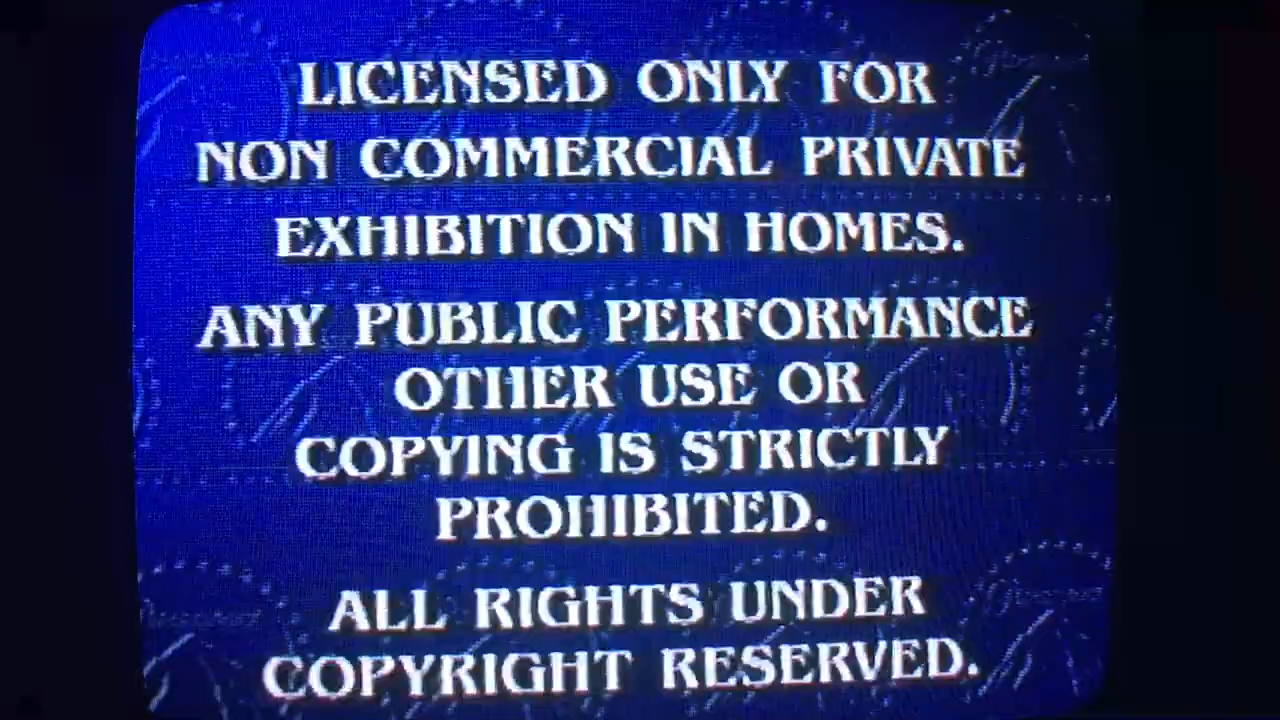 LICENSED ONLY FOR
NON COMMERCIAL PRIVATE
EXHIBITION IN HOMES.
ANY PUBLIC PERFORMANCE
OTHER USE OR
COPYING IS STRICTLY
PROHIBITED.
ALL RIGHTS UNDER
COPYRIGHT RESERVED.